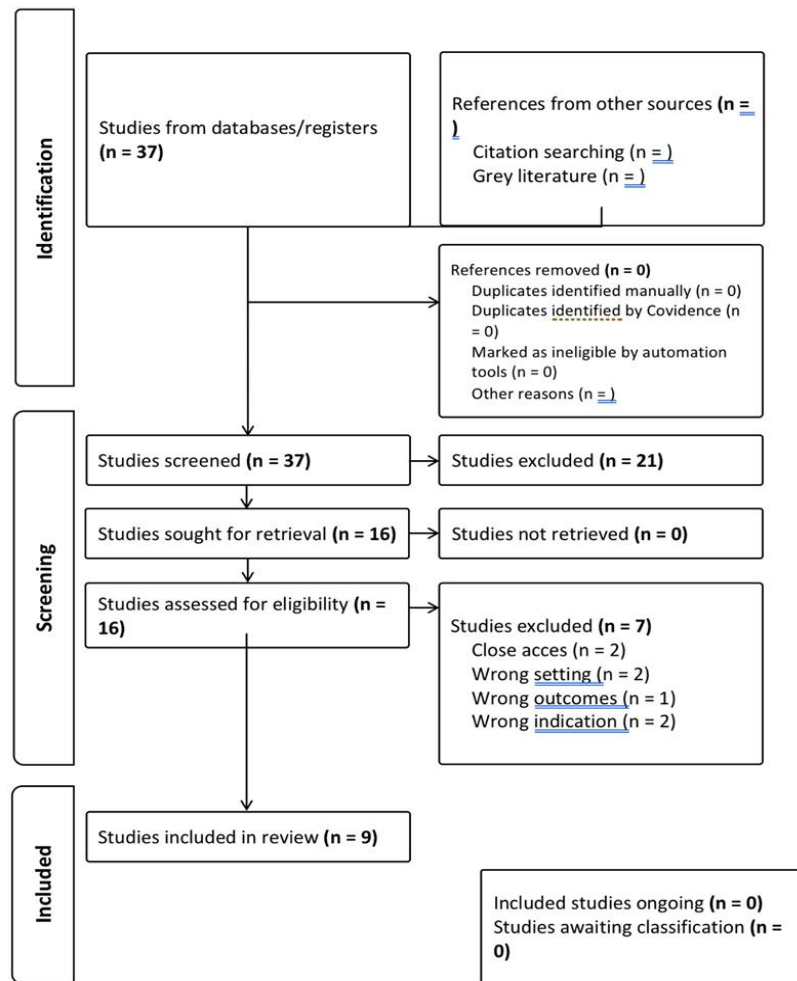 Identification
Studies from databases/registers
(n = 37)
References from other sources (n =
)
Citation searching (n = )
Grey literature (n = )
References removed (n = 0)
Duplicates identified manually (n = 0)
Duplicates identified by Covidence (n
= 0)
Marked as ineligible by automation
tools (n = 0)
Other reasons (n = )
Screening
Studies screened (n = 37)
Studies excluded (n = 21)
Studies sought for retrieval (n = 16)
Studies not retrieved (n = 0)
Studies assessed for eligibility (n =
16)
Studies excluded (n = 7)
Close acces (n = 2)
Wrong setting (n = 2)
Wrong outcomes (n = 1)
Wrong indication (n = 2)
Included
Studies included in review (n = 9)
Included studies ongoing (n = 0)
Studies awaiting classification (n =
0)